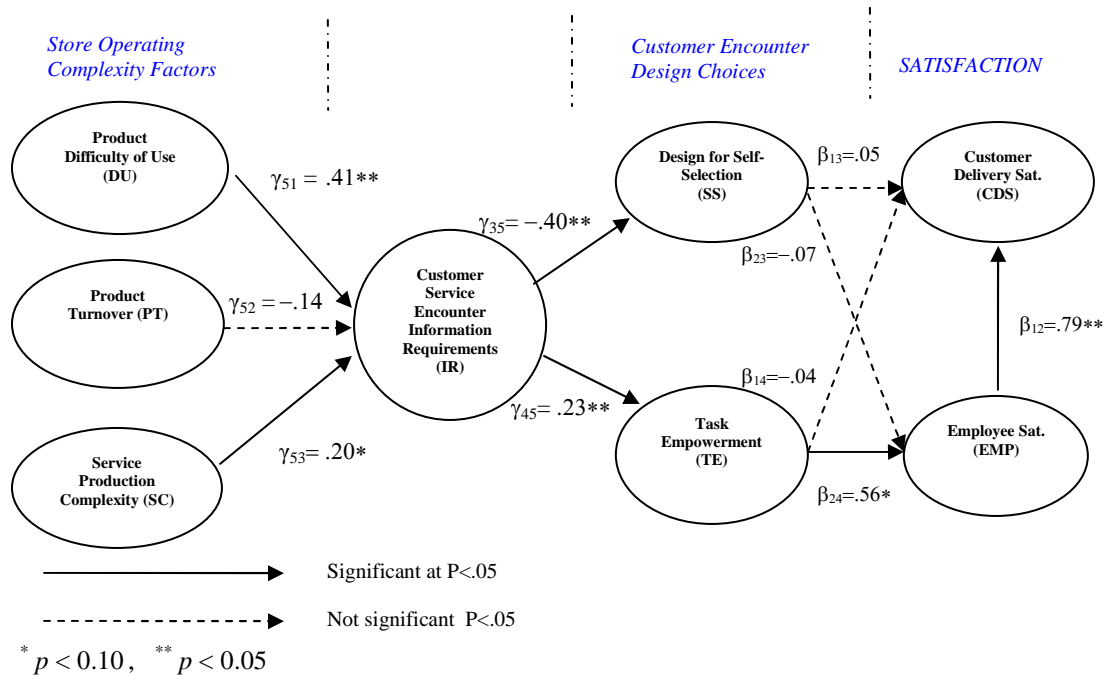 Store Operating
Complexity Factors
Customer Encounter
Design Choices
SATISFACTION
Product
Difficulty of Use
(DU)
Product
Turnover (PT)
Service
Production
Complexity (SC)
γ51 = .41**
γ52 = −.14
γ53= .20*
Customer
Service
Encounter
Information
Requirements
(IR)
γ35= −.40**
γ45= .23**
Design for Self-
Selection
(SS)
Task
Empowerment
(TE)
β13=.05
β23=−.07
β14=−.04
β24=.56*
Customer
Delivery Sat.
(CDS)
β12=.79**
Employee Sat.
(EMP)
Significant at P<.05
Not significant P<.05
* p < 0.10 , ** p < 0.05